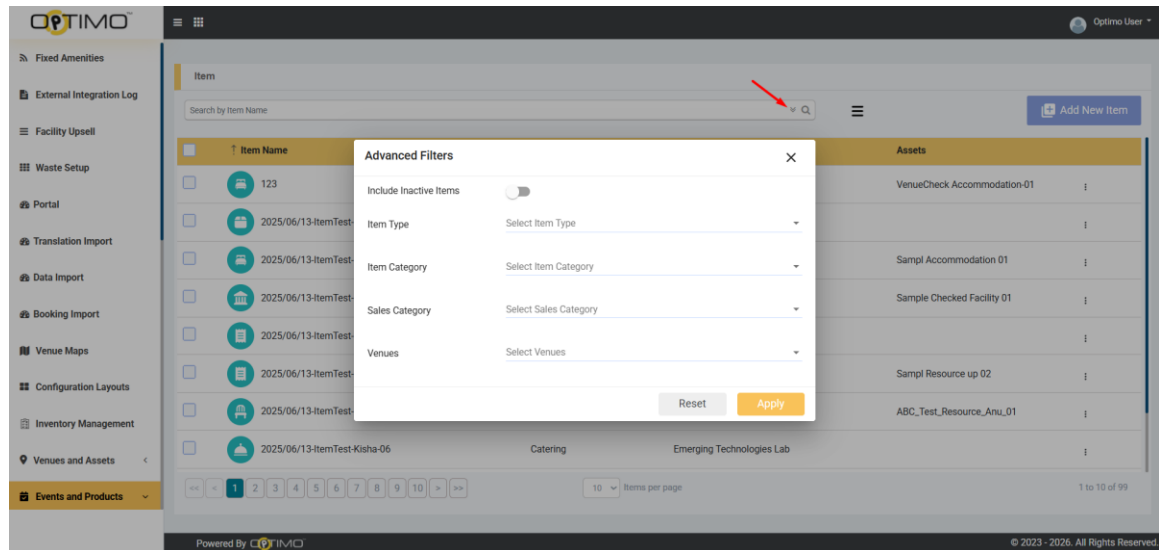 OPTIMO
Optimo User
Fixed Amenities
External Integration Log
Facility Upsell
Waste Setup
Portal
Translation Import
Data Import
Booking Import
Venue Maps
Configuration Layouts
Inventory Management
Venues and Assets
Events and Products
Item
Search by Item Name
Add New Item
Item Name
Assets
123
VenueCheck Accommodation-01
2025/06/13-ItemTest-
2025/06/13-ItemTest-
Sampl Accommodation 01
2025/06/13-ItemTest-
Sample Checked Facility 01
2025/06/13-ItemTest-
2025/06/13-ItemTest-
Sampl Resource up 02
2025/06/13-ItemTest-
ABC_Test_Resource_Anu_01
2025/06/13-ItemTest-Kisha-06 Catering Emerging Technologies Lab
Advanced Filters
Include Inactive Items
Item Type Select Item Type
Item Category Select Item Category
Sales Category Select Sales Category
Venues Select Venues
Reset Apply
<< < 1 2 3 4 5 6 7 8 9 10 > >> 10 Items per page 1 to 10 of 99
Powered By OPTIMO © 2023 - 2026. All Rights Reserved.